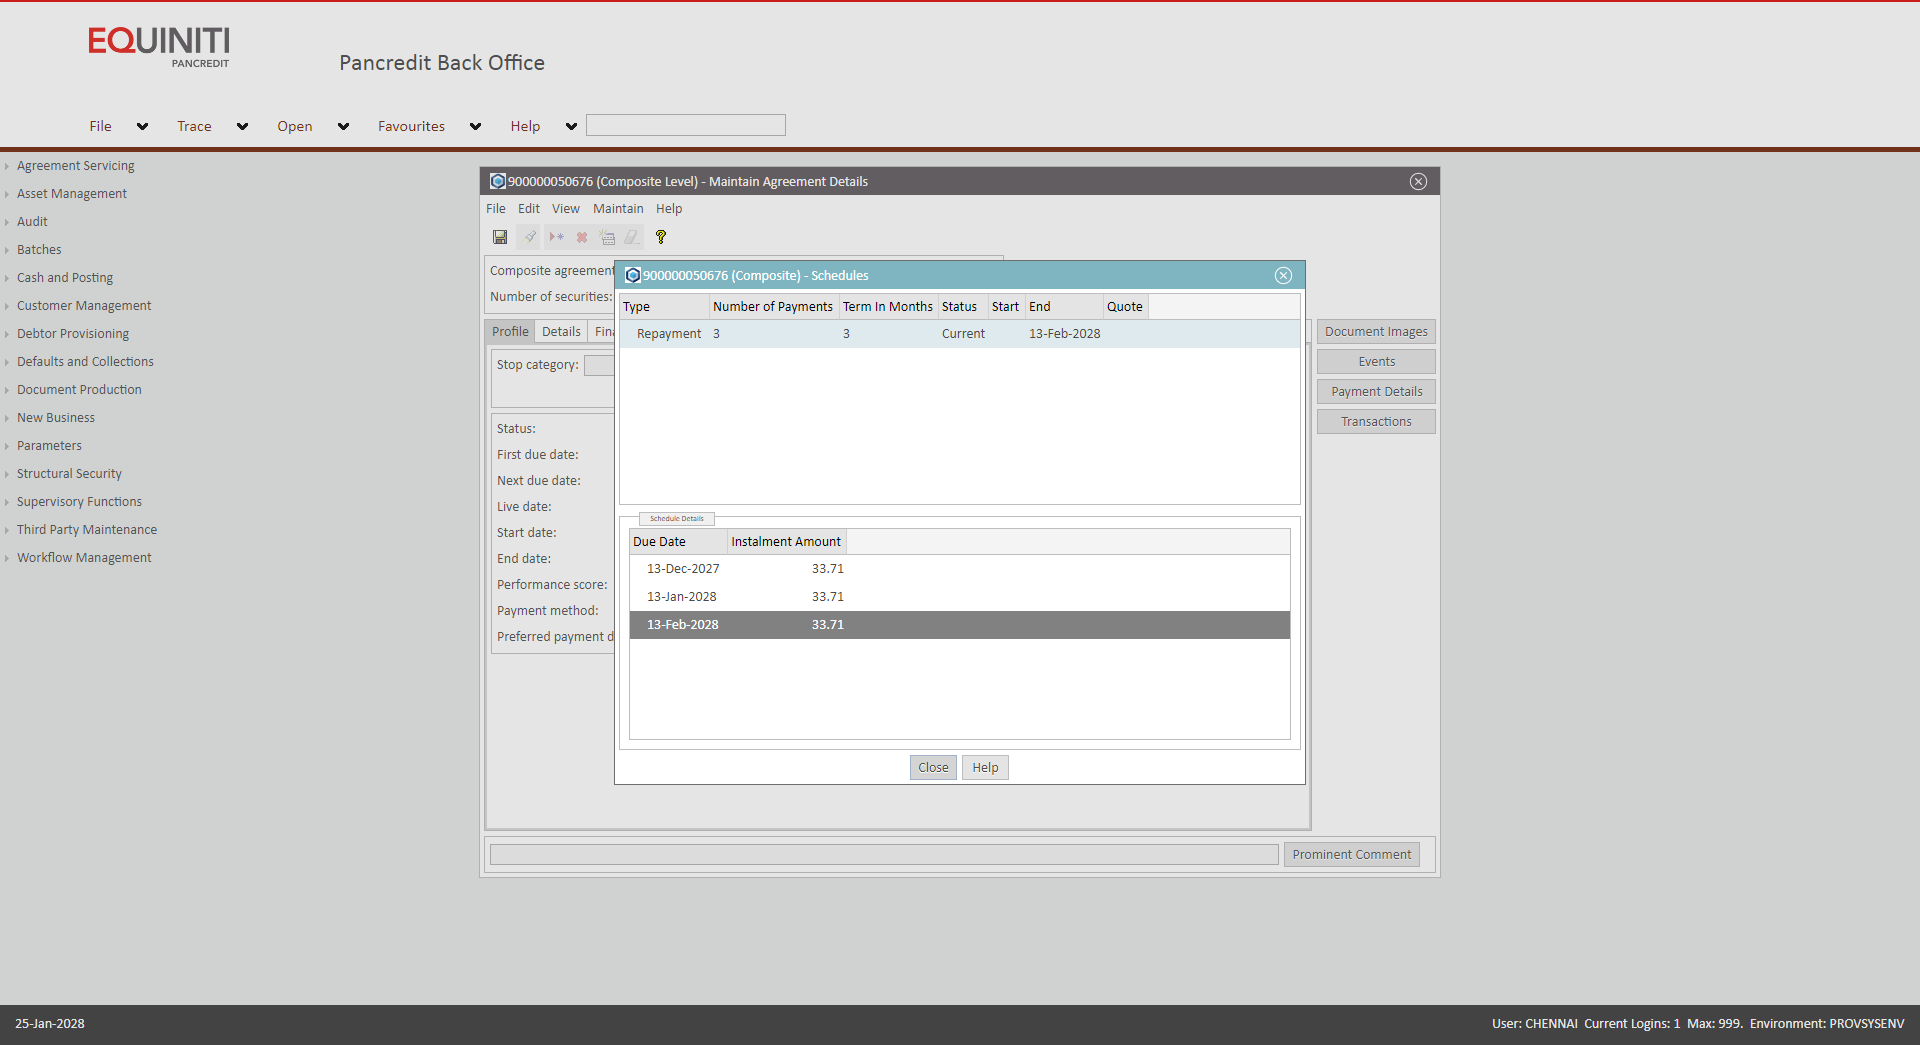 EQUINITI
PANCREDIT
Pancredit Back Office
File Trace Open Favourites Help
Agreement Servicing
Asset Management
Audit
Batches
Cash and Posting
Customer Management
Debtor Provisioning
Defaults and Collections
Document Production
New Business
Parameters
Structural Security
Supervisory Functions
Third Party Maintenance
Workflow Management
900000050676 (Composite Level) - Maintain Agreement Details
File Edit View Maintain Help
Composite agreement
Number of securities:
Profile Details Fin
Stop category:
Status:
First due date:
Next due date:
Live date:
Start date:
End date:
Performance score:
Payment method:
Preferred payment d
900000050676 (Composite) - Schedules
Type Number of Payments Term In Months Status Start End Quote
Repayment 3 3 Current 13-Feb-2028
Schedule Details
Due Date Instalment Amount
13-Dec-2027 33.71
13-Jan-2028 33.71
13-Feb-2028 33.71
Close Help
Document Images
Events
Payment Details
Transactions
Prominent Comment
25-Jan-2028
User: CHENNAI Current Logins: 1 Max: 999. Environment: PROVSYSENV